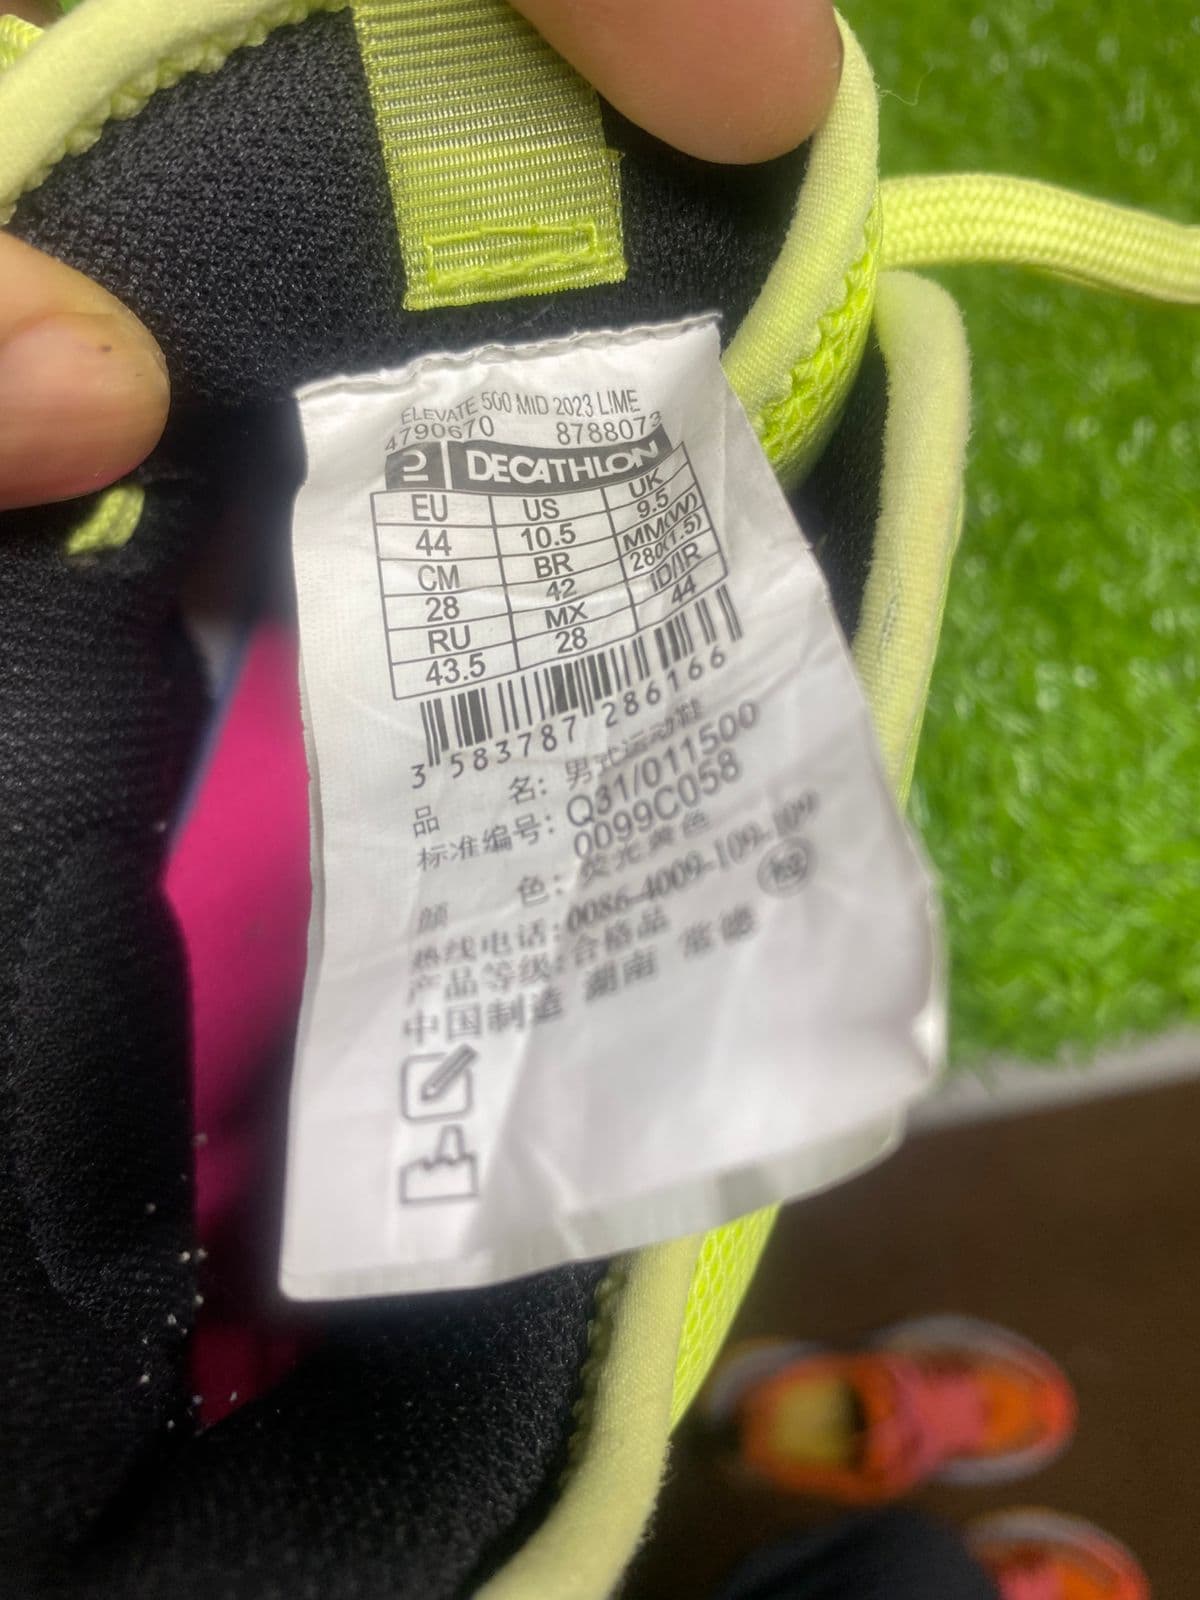 ELEVATE 500 MID 2023 LIME
4790670 8788073
DECATHLON
EU US UK
44 10.5 9.5
CM BR MM(W)
28 42 280(1.5)
RU MX ID/IR
43.5 28 44
3 583787 286166
品 名: 男式运动鞋
标准编号: Q31/011500
0099C058
颜 色: 荧光黄色
热线电话: 0086-4009-109-109
产品等级: 合格品
中国制造 湖南 常德